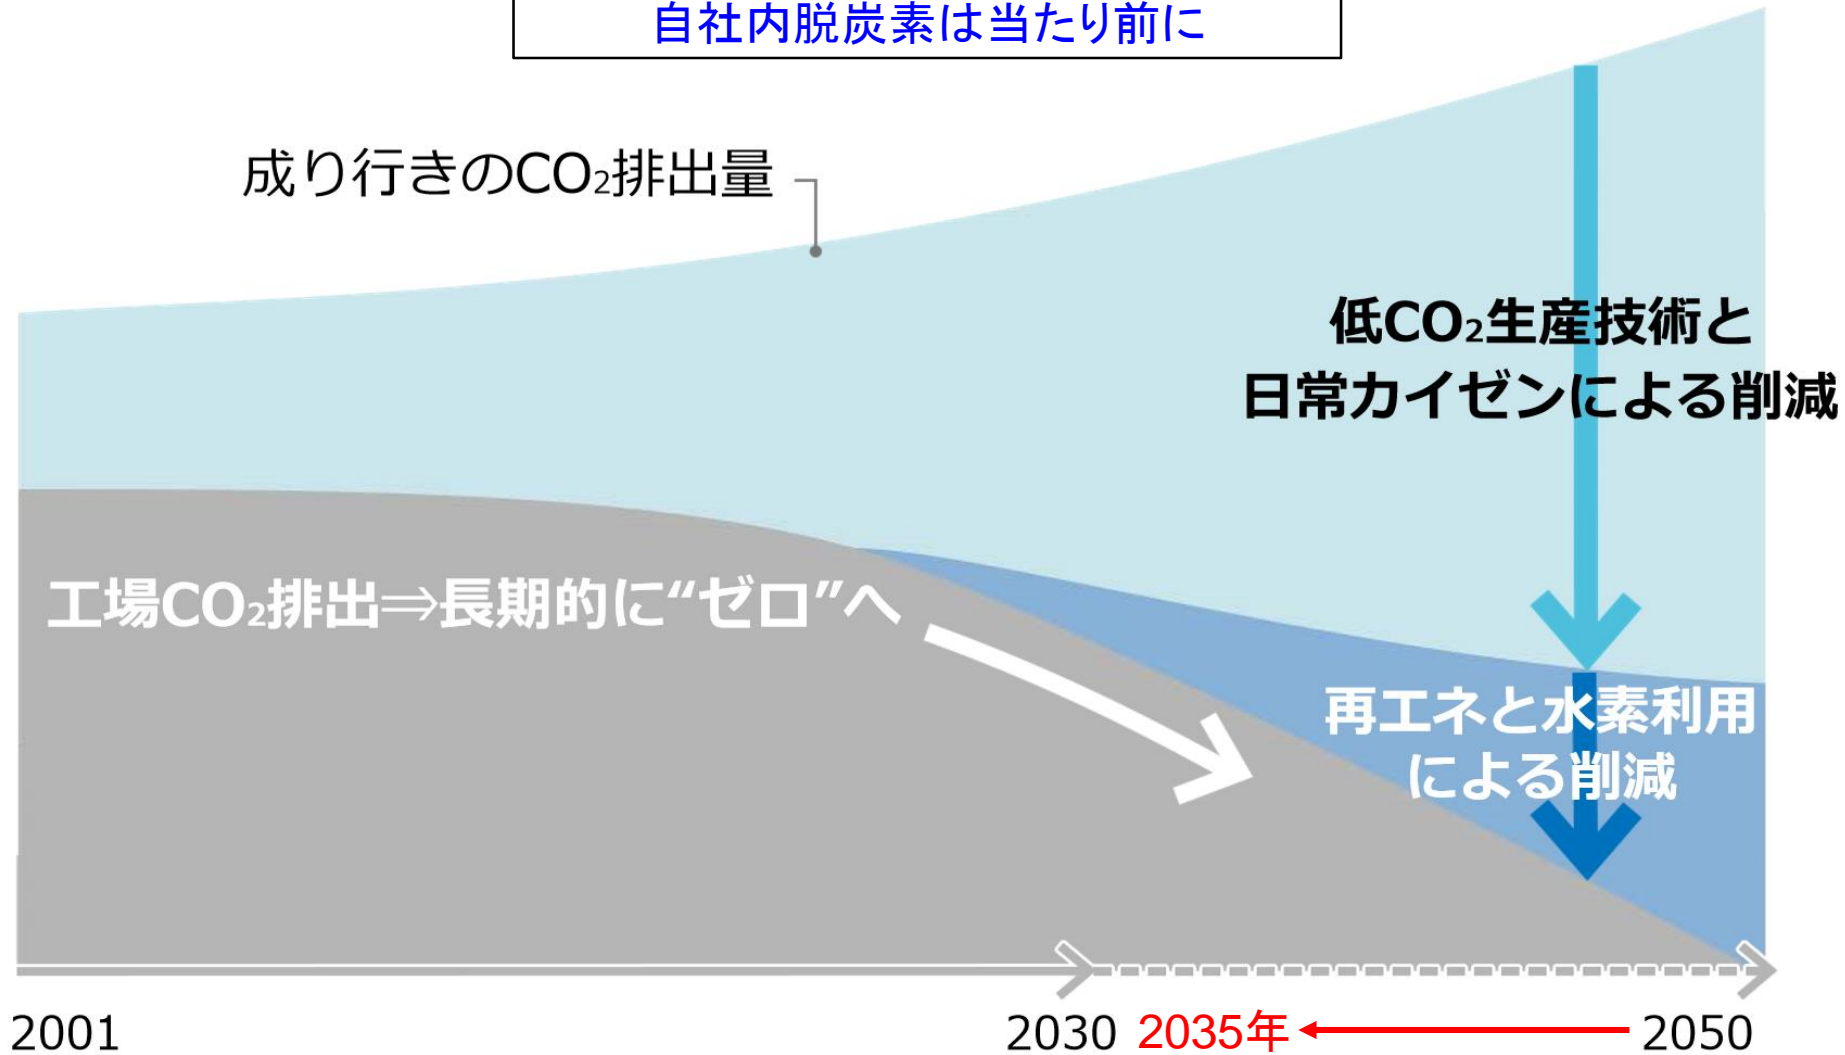 自社内脱炭素は当たり前に
成り行きのCO₂排出量
低CO₂生産技術と
日常カイゼンによる削減
工場CO₂排出⇒長期的に“ゼロ”へ
再エネと水素利用
による削減
2001
2030
2035年
2050